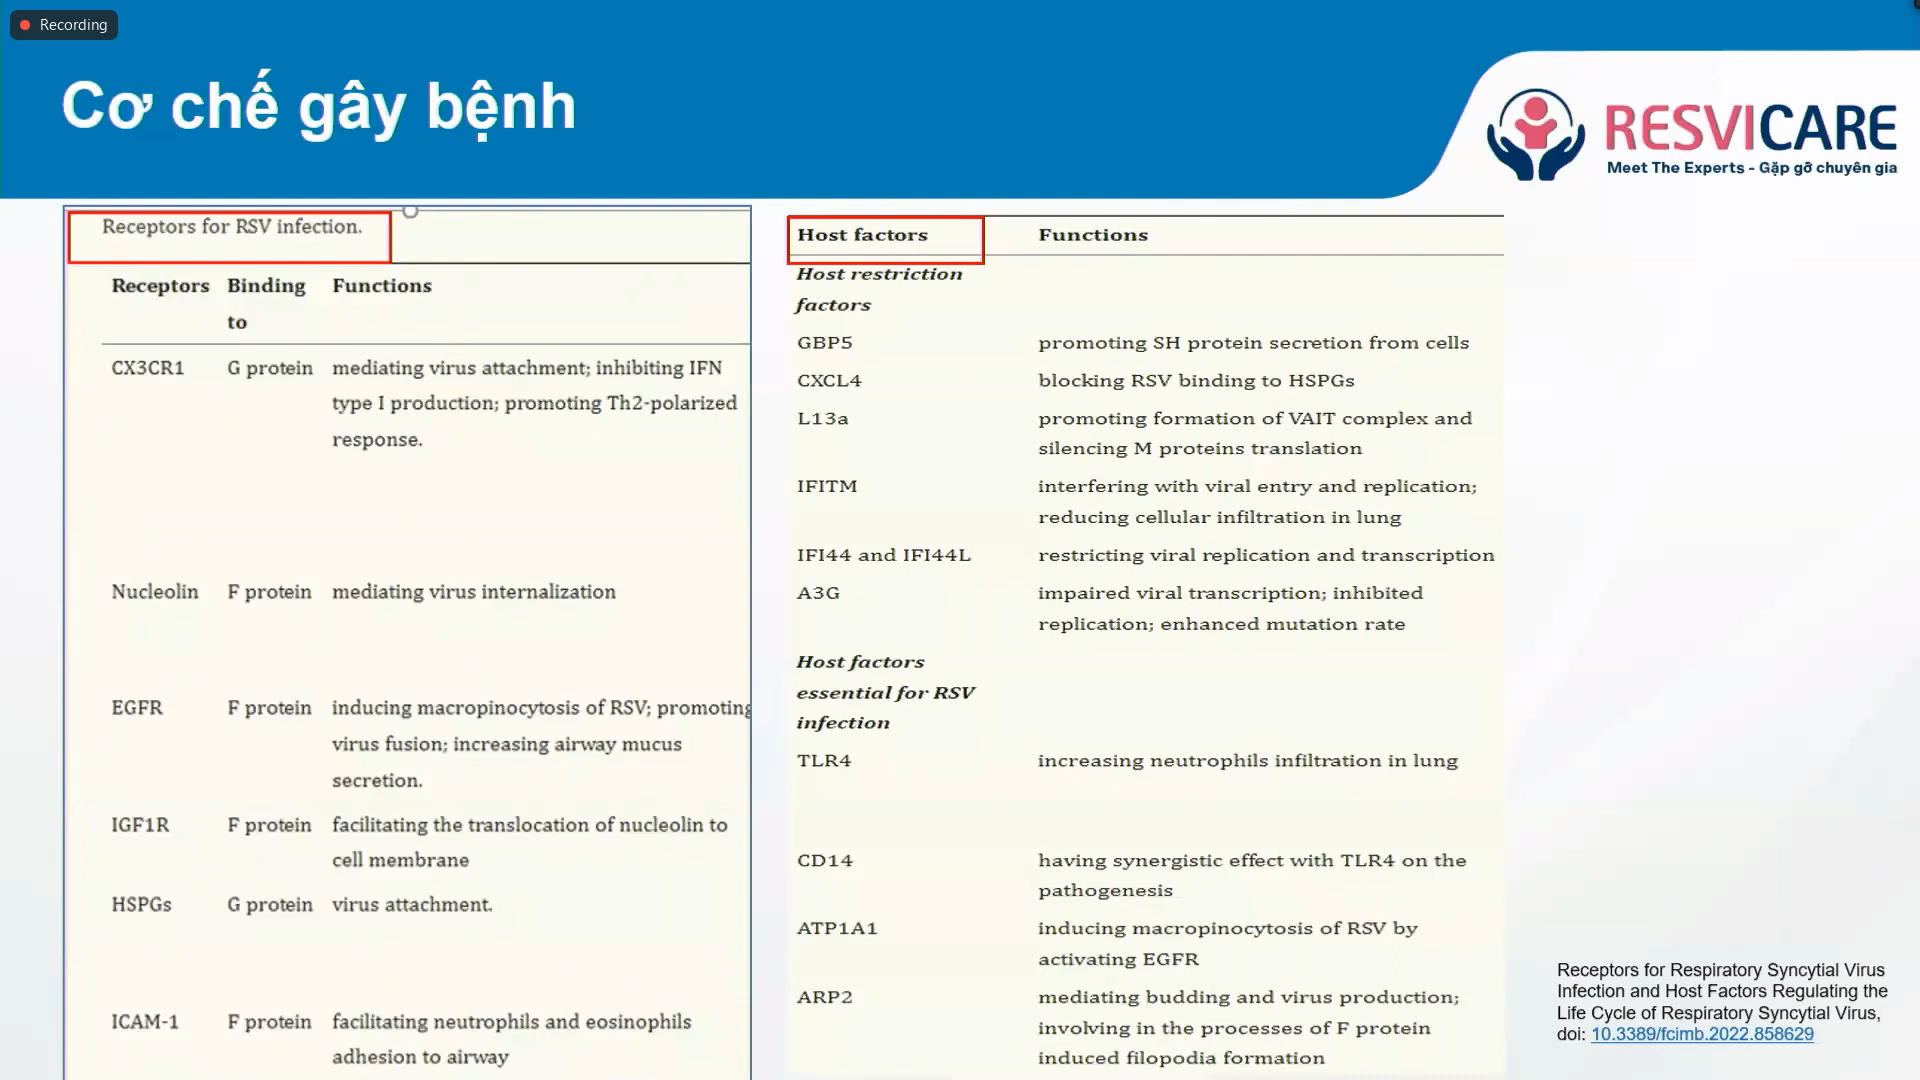 Recording
Cơ chế gây bệnh
RESVICARE
Meet The Experts - Gặp gỡ chuyên gia
Receptors for RSV infection.
Receptors Binding to Functions
CX3CR1 G protein mediating virus attachment; inhibiting IFN
type I production; promoting Th2-polarized
response.
Nucleolin F protein mediating virus internalization
EGFR F protein inducing macropinocytosis of RSV; promoting
virus fusion; increasing airway mucus
secretion.
IGF1R F protein facilitating the translocation of nucleolin to
cell membrane
HSPGs G protein virus attachment.
ICAM-1 F protein facilitating neutrophils and eosinophils
adhesion to airway
Host factors Functions
Host restriction
factors
GBP5 promoting SH protein secretion from cells
CXCL4 blocking RSV binding to HSPGs
L13a promoting formation of VAIT complex and
silencing M proteins translation
IFITM interfering with viral entry and replication;
reducing cellular infiltration in lung
IFI44 and IFI44L restricting viral replication and transcription
A3G impaired viral transcription; inhibited
replication; enhanced mutation rate
Host factors
essential for RSV
infection
TLR4 increasing neutrophils infiltration in lung
CD14 having synergistic effect with TLR4 on the
pathogenesis
ATP1A1 inducing macropinocytosis of RSV by
activating EGFR
ARP2 mediating budding and virus production;
involving in the processes of F protein
induced filopodia formation
Receptors for Respiratory Syncytial Virus
Infection and Host Factors Regulating the
Life Cycle of Respiratory Syncytial Virus,
doi: 10.3389/fcimb.2022.858629